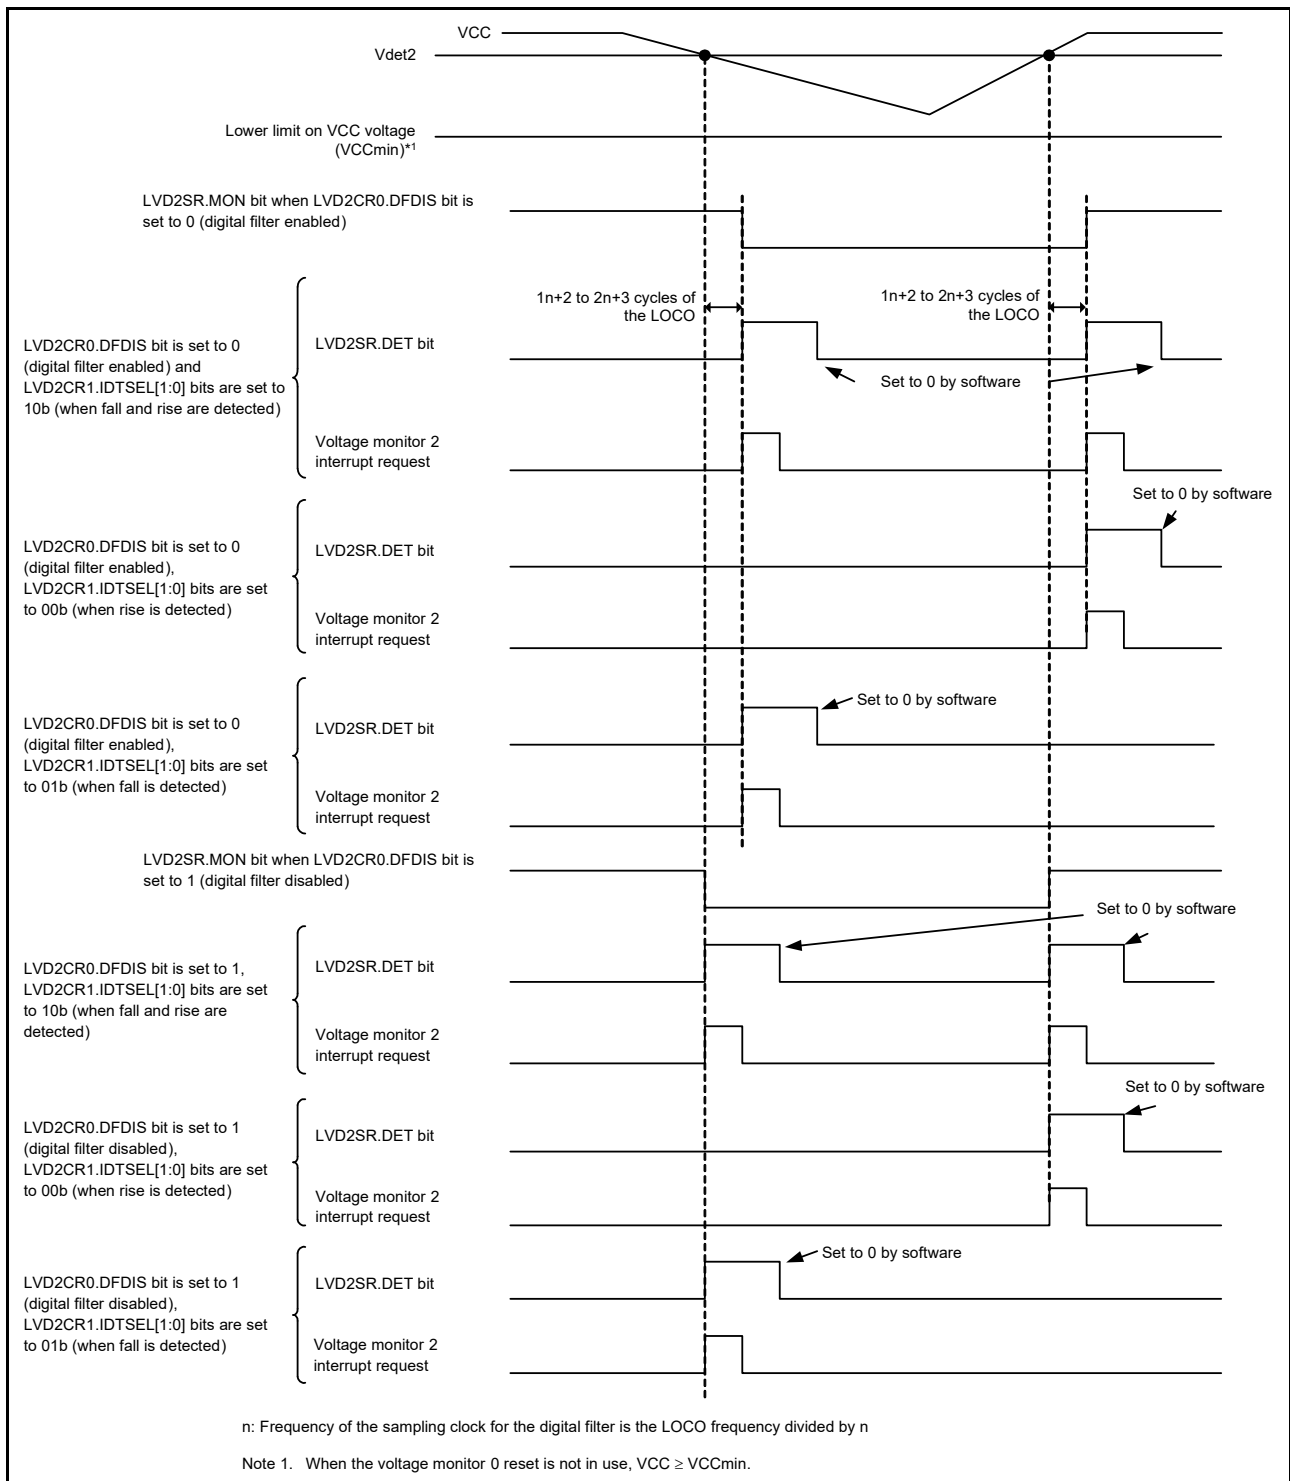 VCC
Vdet2
Lower limit on VCC voltage
(VCCmin)*1
LVD2SR.MON bit when LVD2CR0.DFDIS bit is
set to 0 (digital filter enabled)
1n+2 to 2n+3 cycles of
the LOCO
1n+2 to 2n+3 cycles of
the LOCO
LVD2CR0.DFDIS bit is set to 0
(digital filter enabled) and
LVD2CR1.IDTSEL[1:0] bits are set to
10b (when fall and rise are detected)
LVD2SR.DET bit
Set to 0 by software
Voltage monitor 2
interrupt request
Set to 0 by software
LVD2CR0.DFDIS bit is set to 0
(digital filter enabled),
LVD2CR1.IDTSEL[1:0] bits are set
to 00b (when rise is detected)
LVD2SR.DET bit
Voltage monitor 2
interrupt request
Set to 0 by software
LVD2CR0.DFDIS bit is set to 0
(digital filter enabled),
LVD2CR1.IDTSEL[1:0] bits are set
to 01b (when fall is detected)
LVD2SR.DET bit
Voltage monitor 2
interrupt request
LVD2SR.MON bit when LVD2CR0.DFDIS bit is
set to 1 (digital filter disabled)
Set to 0 by software
LVD2CR0.DFDIS bit is set to 1,
LVD2CR1.IDTSEL[1:0] bits are set
to 10b (when fall and rise are
detected)
LVD2SR.DET bit
Voltage monitor 2
interrupt request
Set to 0 by software
LVD2CR0.DFDIS bit is set to 1
(digital filter disabled),
LVD2CR1.IDTSEL[1:0] bits are set
to 00b (when rise is detected)
LVD2SR.DET bit
Voltage monitor 2
interrupt request
Set to 0 by software
LVD2CR0.DFDIS bit is set to 1
(digital filter disabled),
LVD2CR1.IDTSEL[1:0] bits are set
to 01b (when fall is detected)
LVD2SR.DET bit
Voltage monitor 2
interrupt request
n: Frequency of the sampling clock for the digital filter is the LOCO frequency divided by n
Note 1. When the voltage monitor 0 reset is not in use, VCC ≥ VCCmin.